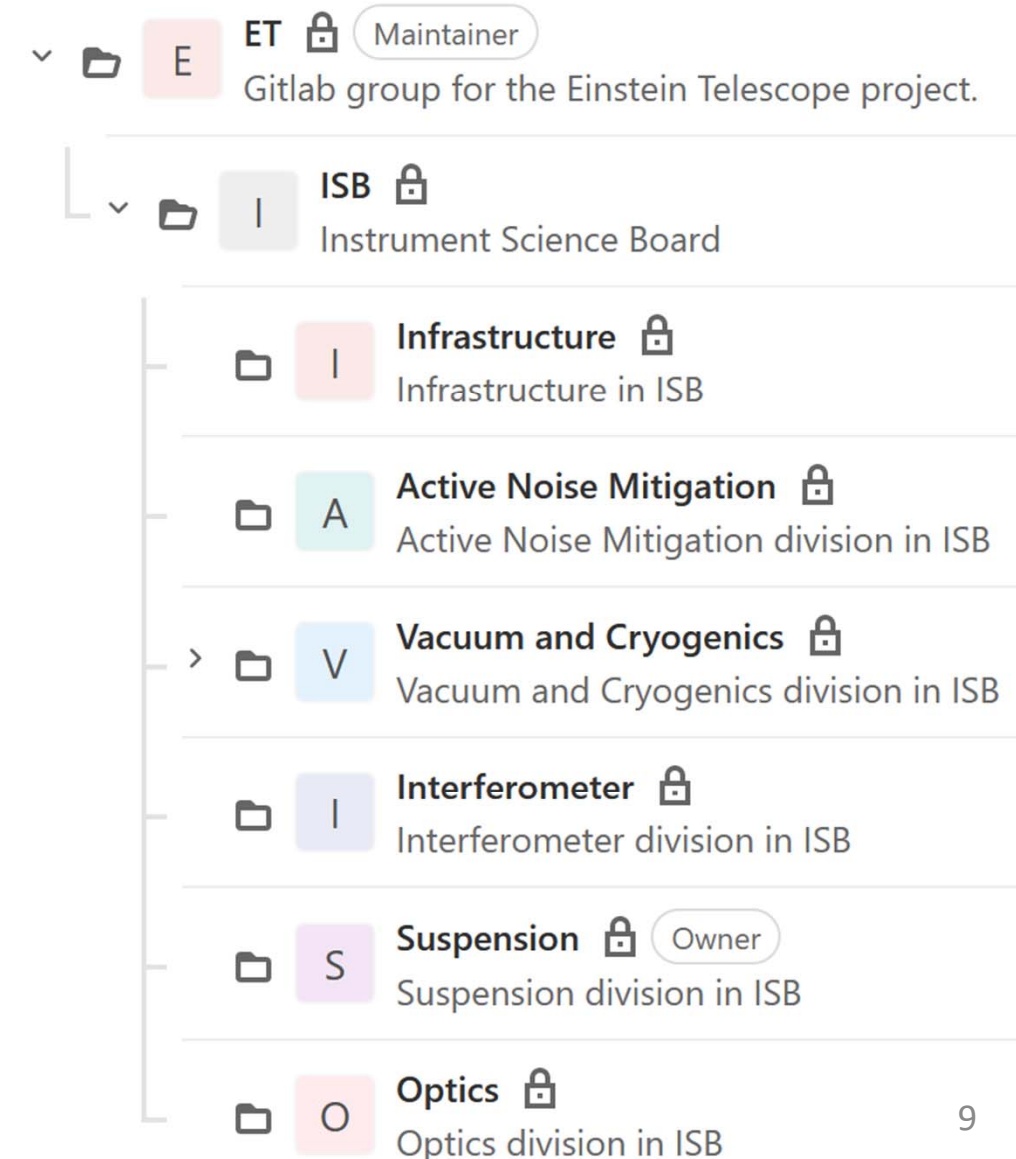 E ET Maintainer
Gitlab group for the Einstein Telescope project.
I ISB
Instrument Science Board
I Infrastructure
Infrastructure in ISB
A Active Noise Mitigation
Active Noise Mitigation division in ISB
V Vacuum and Cryogenics
Vacuum and Cryogenics division in ISB
I Interferometer
Interferometer division in ISB
S Suspension Owner
Suspension division in ISB
O Optics
Optics division in ISB
9